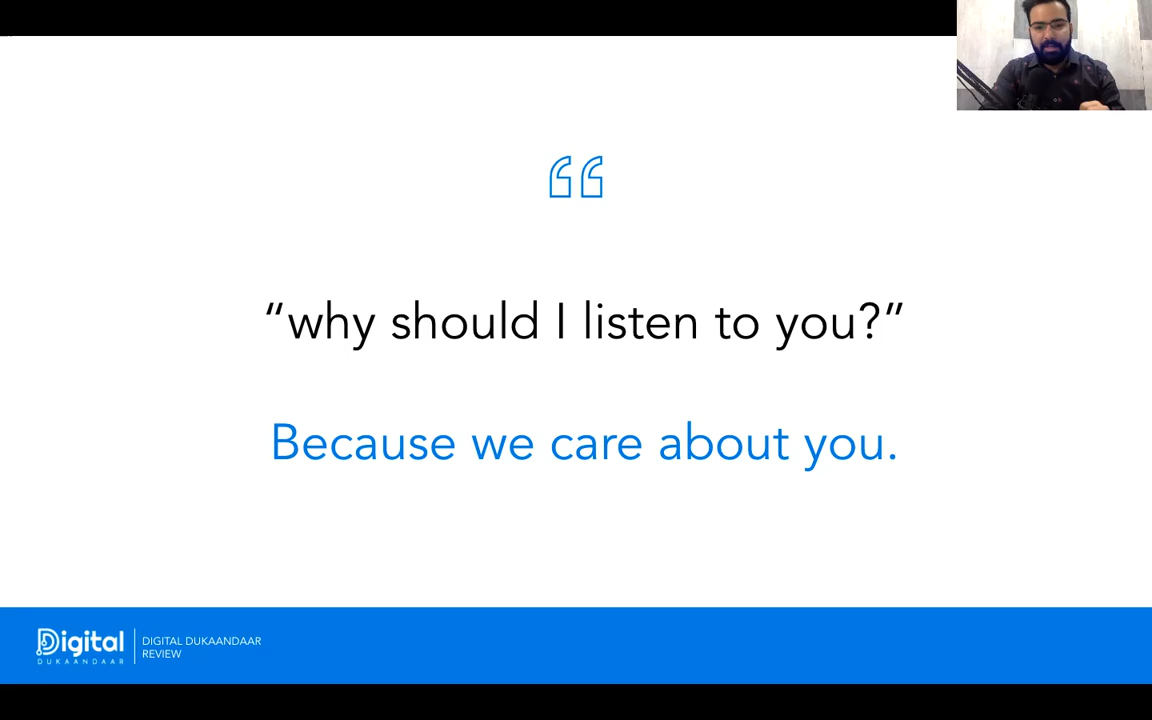 “why should I listen to you?”
Because we care about you.
Digital
DUKAANDAAR
DIGITAL DUKAANDAAR
REVIEW